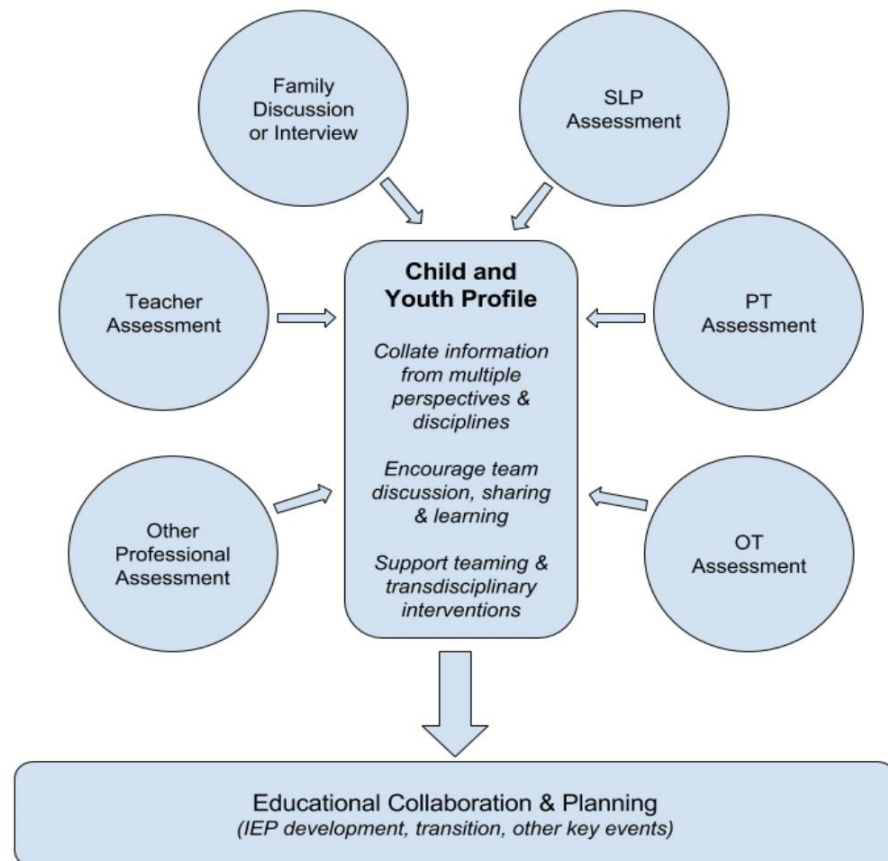 Family
Discussion
or Interview
SLP
Assessment
Teacher
Assessment
Child and
Youth Profile
Collate information
from multiple
perspectives &
disciplines
Encourage team
discussion, sharing
& learning
Support teaming &
transdisciplinary
interventions
PT
Assessment
Other
Professional
Assessment
OT
Assessment
Educational Collaboration & Planning
(IEP development, transition, other key events)